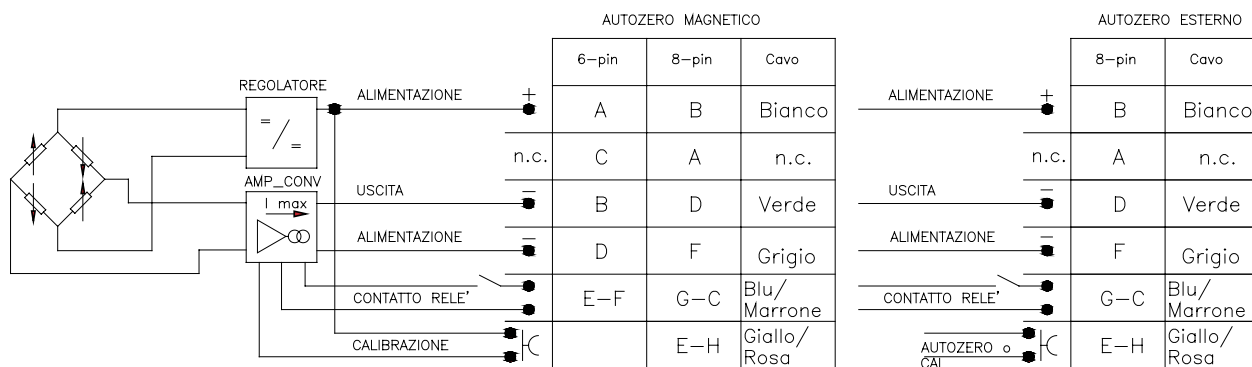 AUTOZERO MAGNETICO
AUTOZERO ESTERNO
6-pin 8-pin Cavo
8-pin Cavo
REGOLATORE
= / =
ALIMENTAZIONE + A B Bianco
ALIMENTAZIONE + B Bianco
n.c. C A n.c.
n.c. A n.c.
AMP_CONV
I max
USCITA - B D Verde
USCITA - D Verde
ALIMENTAZIONE - D F Grigio
ALIMENTAZIONE - F Grigio
CONTATTO RELE' E-F G-C Blu/
Marrone
CONTATTO RELE' G-C Blu/
Marrone
CALIBRAZIONE E-H Giallo/
Rosa
AUTOZERO o
CAL
E-H Giallo/
Rosa